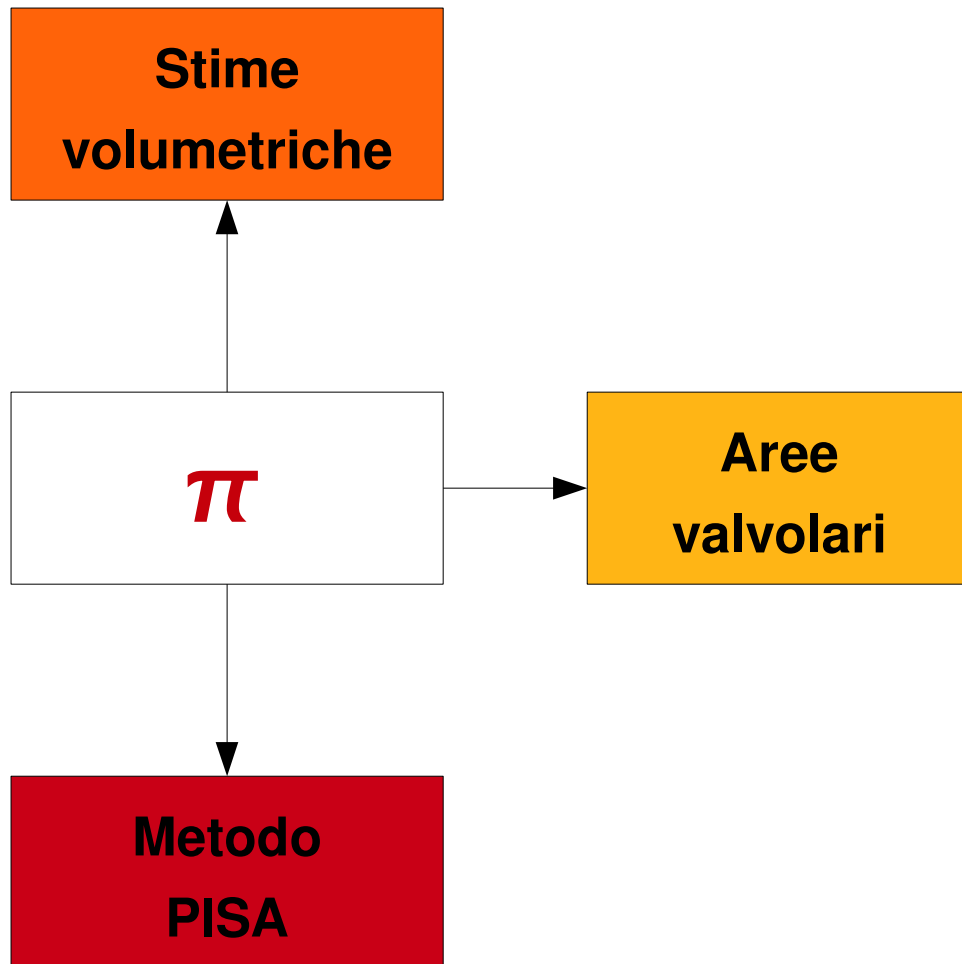 Stime
volumetriche
π
Aree
valvolari
Metodo
PISA